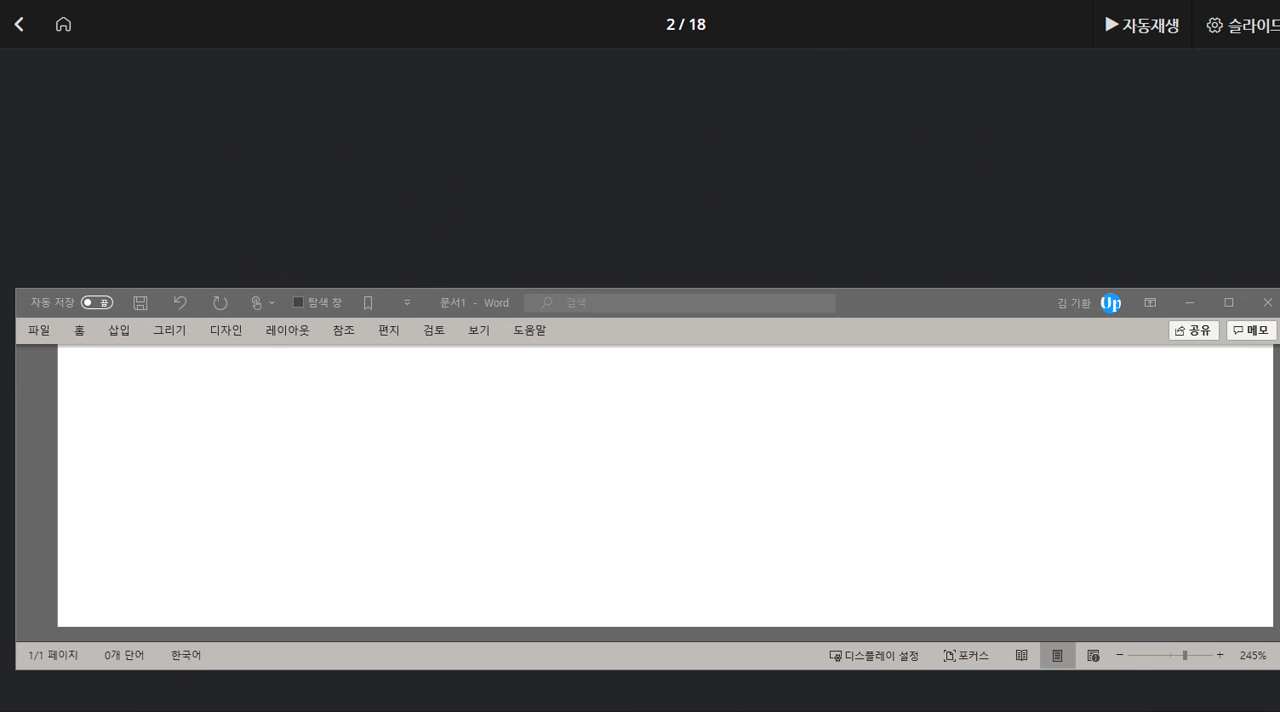 2 / 18
자동재생
슬라이드
자동 저장 끔
탐색 창
문서1 - Word
검색
김 기환
Up
파일 홈 삽입 그리기 디자인 레이아웃 참조 편지 검토 보기 도움말
공유 메모
1/1 페이지 0개 단어 한국어
디스플레이 설정 포커스
245%